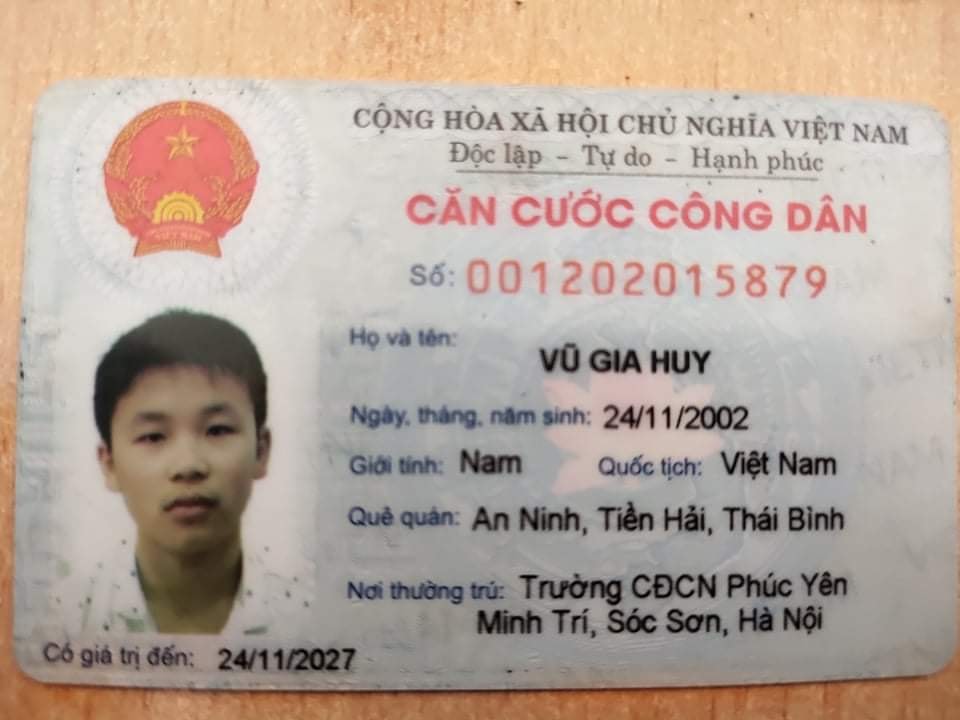 CỘNG HÒA XÃ HỘI CHỦ NGHĨA VIỆT NAM
Độc lập - Tự do - Hạnh phúc
CĂN CƯỚC CÔNG DÂN
Số: 001202015879
Họ và tên:
VŨ GIA HUY
Ngày, tháng, năm sinh: 24/11/2002
Giới tính: Nam Quốc tịch: Việt Nam
Quê quán: An Ninh, Tiền Hải, Thái Bình
Nơi thường trú: Trường CĐCN Phúc Yên
Minh Trí, Sóc Sơn, Hà Nội
Có giá trị đến: 24/11/2027